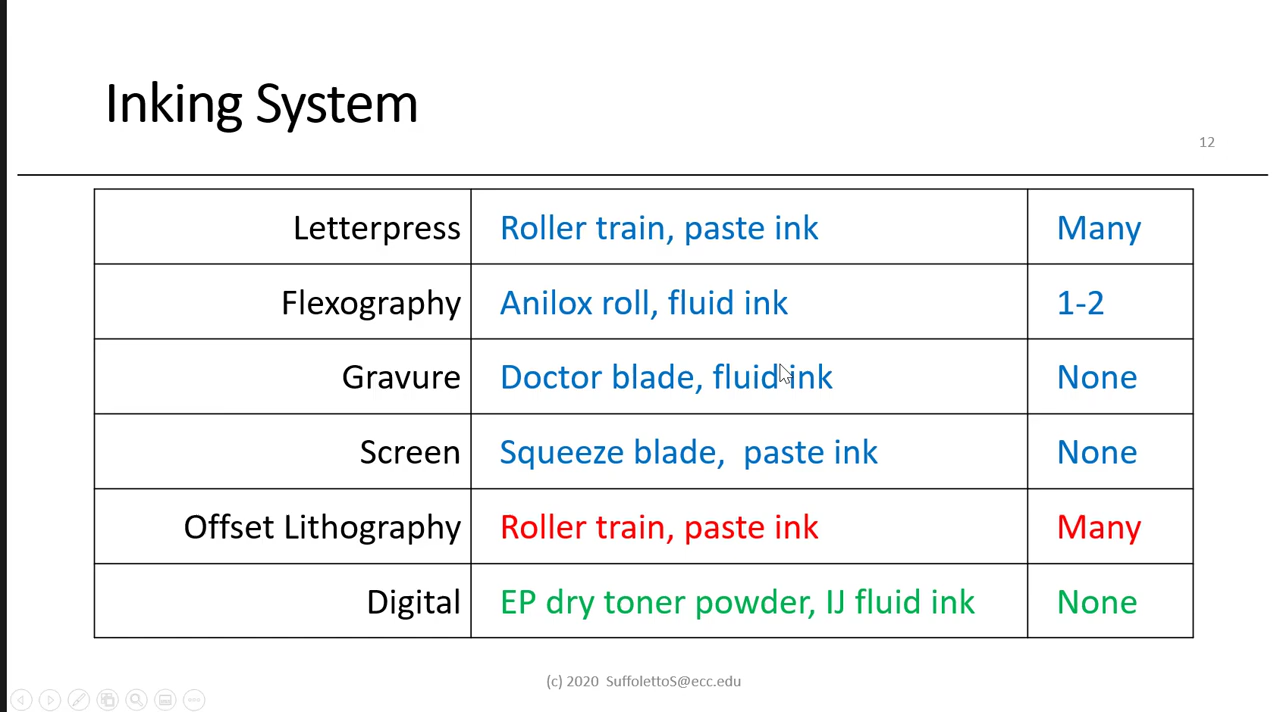 Inking System
12
Letterpress Roller train, paste ink Many
Flexography Anilox roll, fluid ink 1-2
Gravure Doctor blade, fluid ink None
Screen Squeeze blade, paste ink None
Offset Lithography Roller train, paste ink Many
Digital EP dry toner powder, IJ fluid ink None
(c) 2020 SuffolettoS@ecc.edu